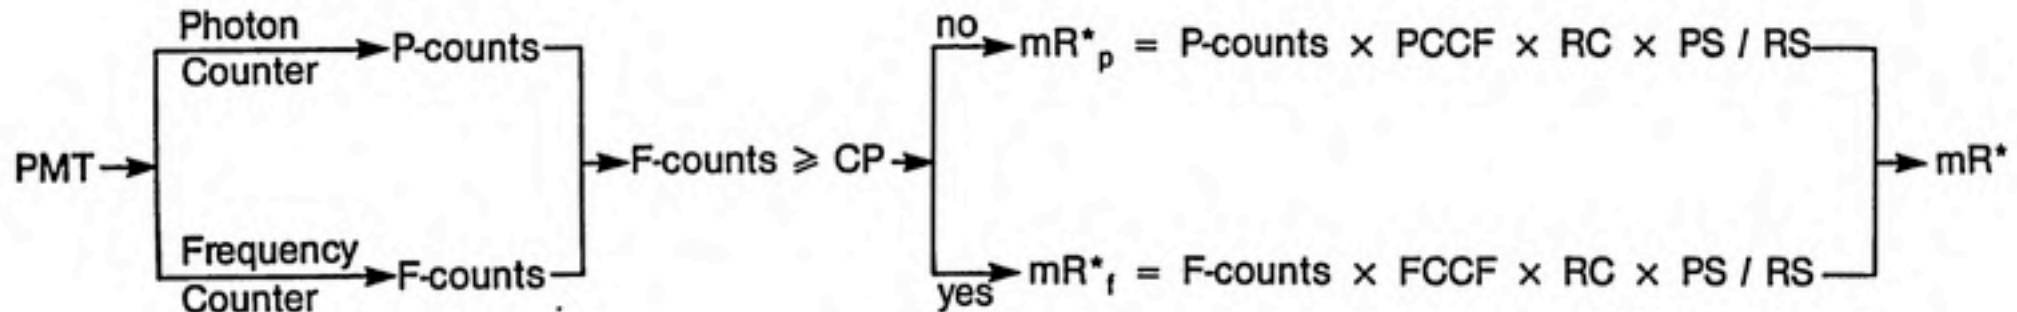 Photon
Counter
P-counts
PMT
Frequency
Counter
F-counts
F-counts ⩾ CP
no
mR*p = P-counts × PCCF × RC × PS / RS
yes
mR*f = F-counts × FCCF × RC × PS / RS
mR*